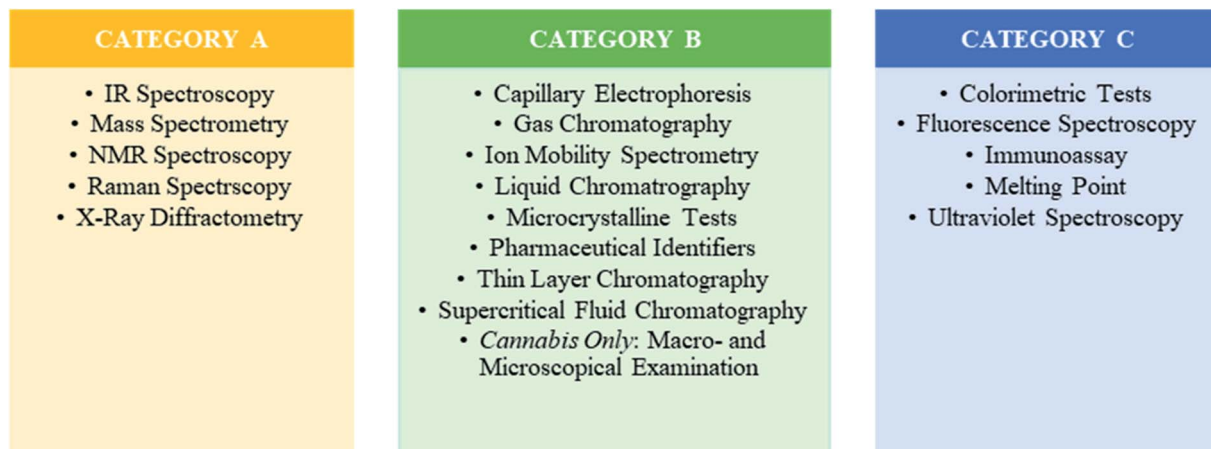 CATEGORY A
• IR Spectroscopy
• Mass Spectrometry
• NMR Spectroscopy
• Raman Spectrscopy
• X-Ray Diffractometry
CATEGORY B
• Capillary Electrophoresis
• Gas Chromatography
• Ion Mobility Spectrometry
• Liquid Chromatrography
• Microcrystalline Tests
• Pharmaceutical Identifiers
• Thin Layer Chromatography
• Supercritical Fluid Chromatography
• Cannabis Only: Macro- and
Microscopical Examination
CATEGORY C
• Colorimetric Tests
• Fluorescence Spectroscopy
• Immunoassay
• Melting Point
• Ultraviolet Spectroscopy